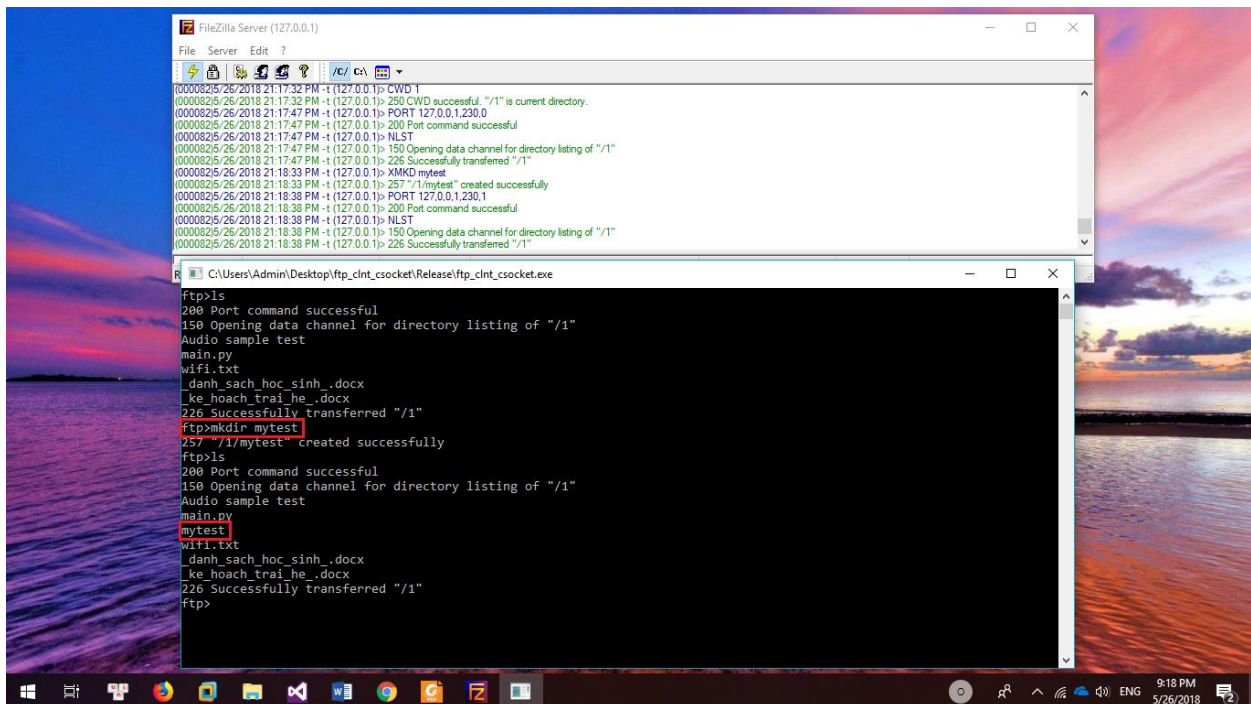 FileZilla Server (127.0.0.1)
File Server Edit ?
/C/ C:\
(000082)5/26/2018 21:17:32 PM -t (127.0.0.1)> CWD 1
(000082)5/26/2018 21:17:32 PM -t (127.0.0.1)> 250 CWD successful. "/1" is current directory.
(000082)5/26/2018 21:17:47 PM -t (127.0.0.1)> PORT 127,0,0,1,230,0
(000082)5/26/2018 21:17:47 PM -t (127.0.0.1)> 200 Port command successful
(000082)5/26/2018 21:17:47 PM -t (127.0.0.1)> NLST
(000082)5/26/2018 21:17:47 PM -t (127.0.0.1)> 150 Opening data channel for directory listing of "/1"
(000082)5/26/2018 21:17:47 PM -t (127.0.0.1)> 226 Successfully transferred "/1"
(000082)5/26/2018 21:18:33 PM -t (127.0.0.1)> XMKD mytest
(000082)5/26/2018 21:18:33 PM -t (127.0.0.1)> 257 "/1/mytest" created successfully
(000082)5/26/2018 21:18:38 PM -t (127.0.0.1)> PORT 127,0,0,1,230,1
(000082)5/26/2018 21:18:38 PM -t (127.0.0.1)> 200 Port command successful
(000082)5/26/2018 21:18:38 PM -t (127.0.0.1)> NLST
(000082)5/26/2018 21:18:38 PM -t (127.0.0.1)> 150 Opening data channel for directory listing of "/1"
(000082)5/26/2018 21:18:38 PM -t (127.0.0.1)> 226 Successfully transferred "/1"
C:\Users\Admin\Desktop\ftp_clnt_csocket\Release\ftp_clnt_csocket.exe
ftp>ls
200 Port command successful
150 Opening data channel for directory listing of "/1"
Audio sample test
main.py
wifi.txt
_danh_sach_hoc_sinh_.docx
_ke_hoach_trai_he_.docx
226 Successfully transferred "/1"
ftp>mkdir mytest
257 "/1/mytest" created successfully
ftp>ls
200 Port command successful
150 Opening data channel for directory listing of "/1"
Audio sample test
main.py
mytest
wifi.txt
_danh_sach_hoc_sinh_.docx
_ke_hoach_trai_he_.docx
226 Successfully transferred "/1"
ftp>
ENG
9:18 PM
5/26/2018
2